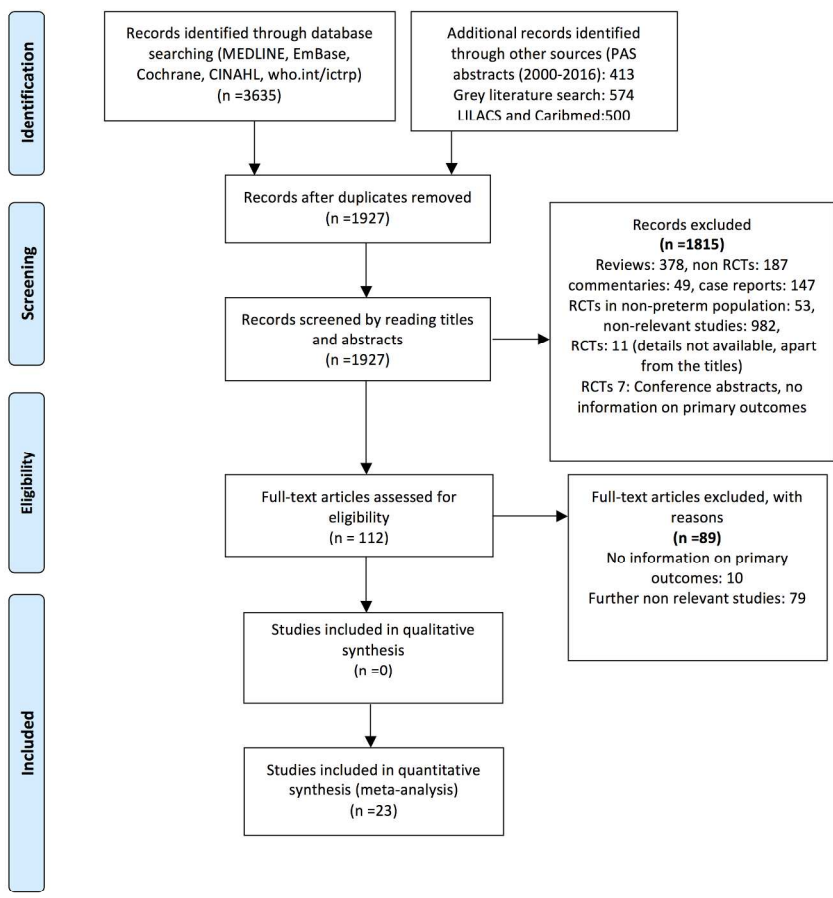 Identification
Records identified through database
searching (MEDLINE, EmBase,
Cochrane, CINAHL, who.int/ictrp)
(n =3635)
Additional records identified
through other sources (PAS
abstracts (2000-2016): 413
Grey literature search: 574
LILACS and Caribmed:500
Records after duplicates removed
(n =1927)
Screening
Records screened by reading titles
and abstracts
(n =1927)
Records excluded
(n =1815)
Reviews: 378, non RCTs: 187
commentaries: 49, case reports: 147
RCTs in non-preterm population: 53,
non-relevant studies: 982,
RCTs: 11 (details not available, apart
from the titles)
RCTs 7: Conference abstracts, no
information on primary outcomes
Eligibility
Full-text articles assessed for
eligibility
(n = 112)
Full-text articles excluded, with
reasons
(n =89)
No information on primary
outcomes: 10
Further non relevant studies: 79
Included
Studies included in qualitative
synthesis
(n =0)
Studies included in quantitative
synthesis (meta-analysis)
(n =23)